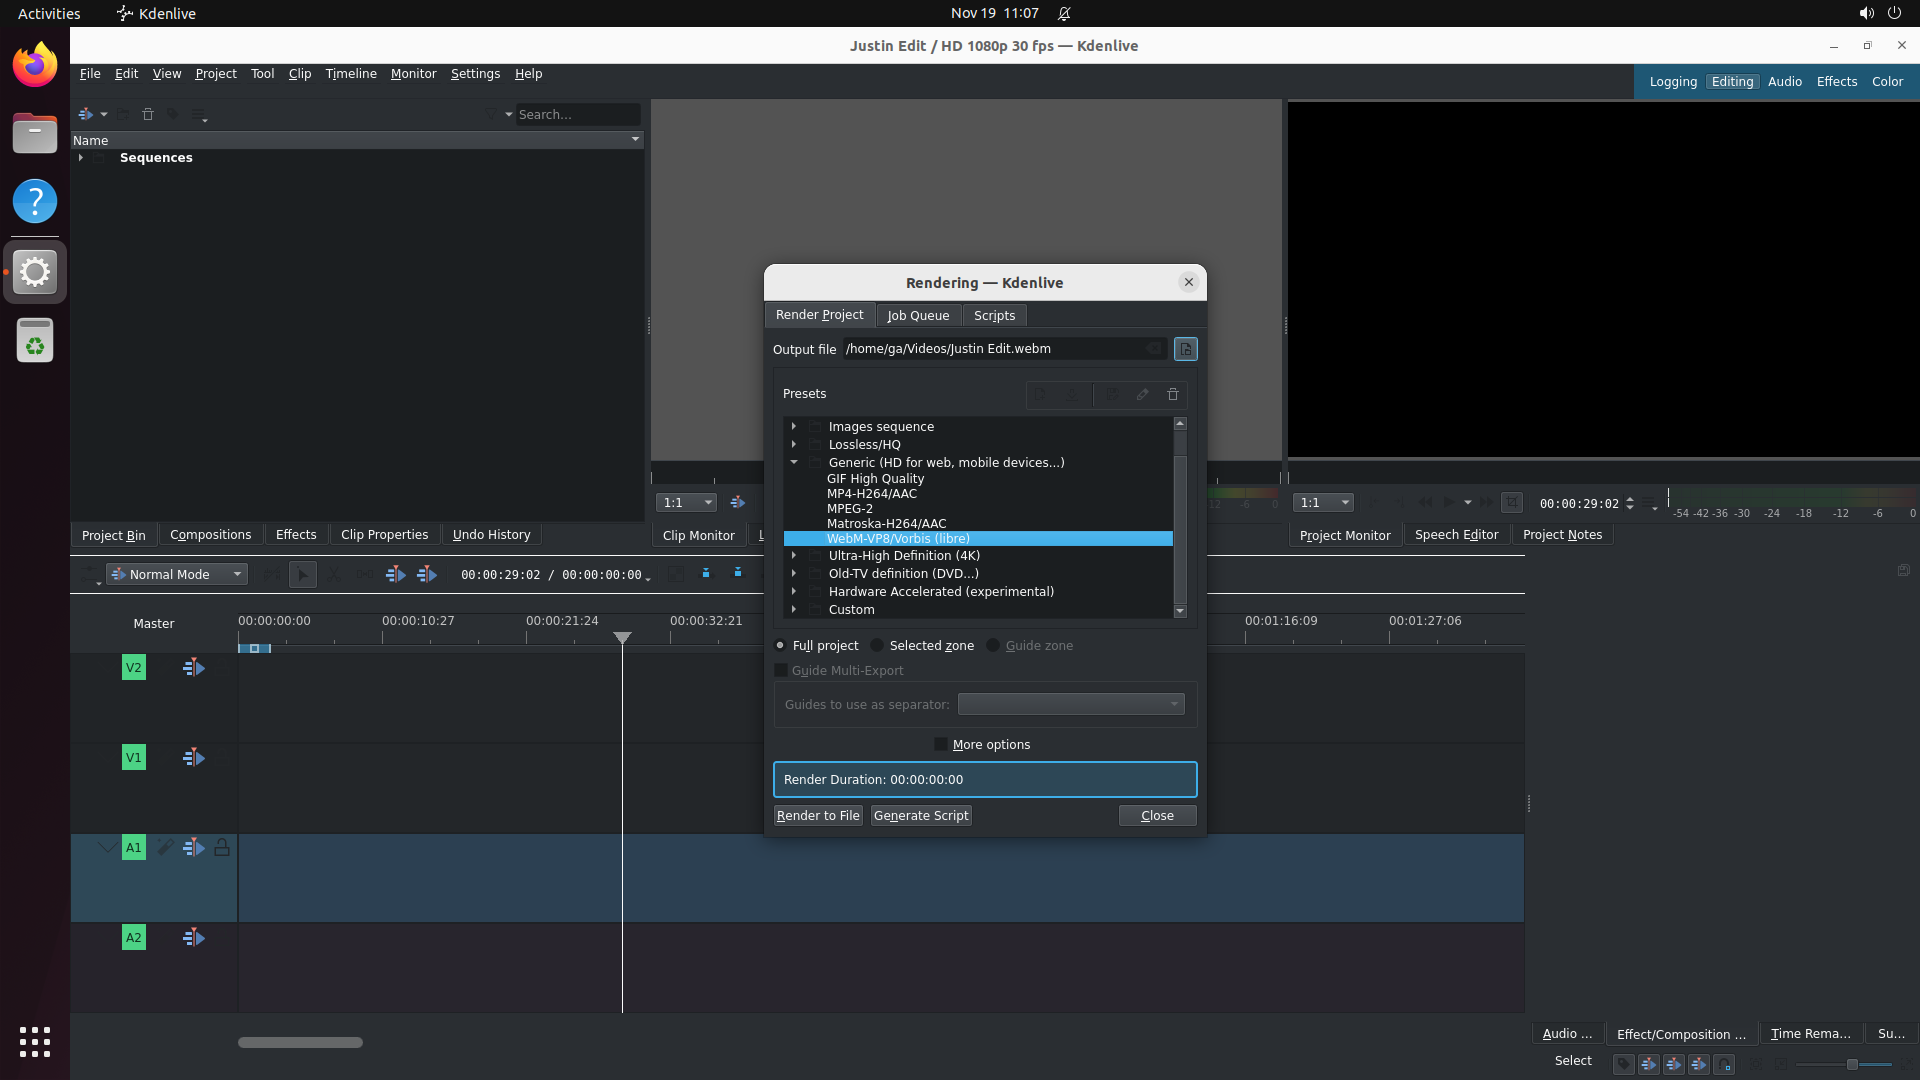 Activities
Kdenlive
Nov 19 11:07
Justin Edit / HD 1080p 30 fps — Kdenlive
File Edit View Project Tool Clip Timeline Monitor Settings Help
Logging Editing Audio Effects Color
Search...
Name
Sequences
Rendering — Kdenlive
Render Project Job Queue Scripts
Output file /home/ga/Videos/Justin Edit.webm
Presets
Images sequence
Lossless/HQ
Generic (HD for web, mobile devices...)
GIF High Quality
MP4-H264/AAC
MPEG-2
Matroska-H264/AAC
WebM-VP8/Vorbis (libre)
Ultra-High Definition (4K)
Old-TV definition (DVD...)
Hardware Accelerated (experimental)
Custom
Full project Selected zone Guide zone
Guide Multi-Export
Guides to use as separator:
More options
Render Duration: 00:00:00:00
Render to File Generate Script Close
1:1
-12 -6 0
1:1
00:00:29:02
-54 -42 -36 -30 -24 -18 -12 -6 0
Project Bin Compositions Effects Clip Properties Undo History
Clip Monitor
Project Monitor Speech Editor Project Notes
Normal Mode
00:00:29:02 / 00:00:00:00
Master
00:00:00:00 00:00:10:27 00:00:21:24 00:00:32:21 00:01:16:09 00:01:27:06
V2
V1
A1
A2
Audio ... Effect/Composition ... Time Rema... Su...
Select